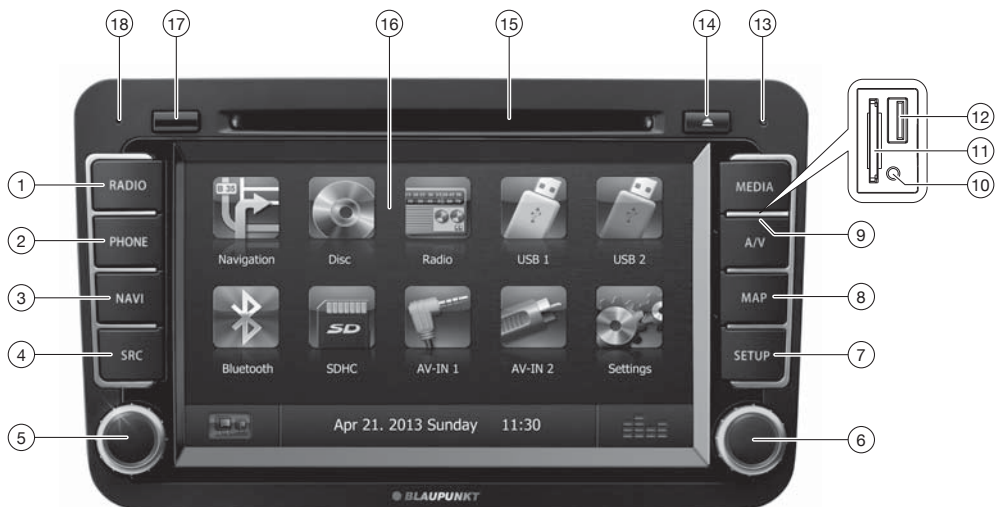 18 17 16 15 14 13
12
11
10
1 RADIO MEDIA
9
2 PHONE A/V
3 NAVI MAP 8
4 SRC SETUP 7
Navigation Disc Radio USB 1 USB 2
SD
Bluetooth SDHC AV-IN 1 AV-IN 2 Settings
5 6
Apr 21. 2013 Sunday 11:30
BLAUPUNKT